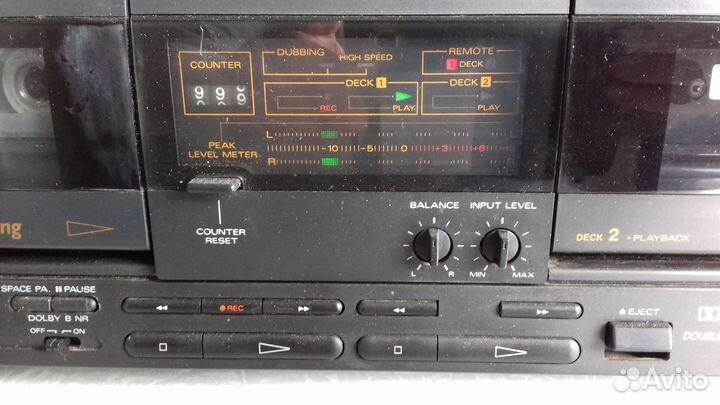 DUBBING
HIGH SPEED
REMOTE
1 DECK 2
COUNTER
DECK 1
DECK 2
999
REC
PLAY
PLAY
PEAK
LEVEL METER
L
-10 -5 0 +3 +6
R
COUNTER
RESET
BALANCE
INPUT LEVEL
L R
MIN MAX
ng
DECK 2 • PLAYBACK
SPACE PA. ▮▮ PAUSE
◀◀ ● REC ▶▶
◀◀ ▶▶
▲ EJECT
DOLBY B NR
OFF ON
Avito